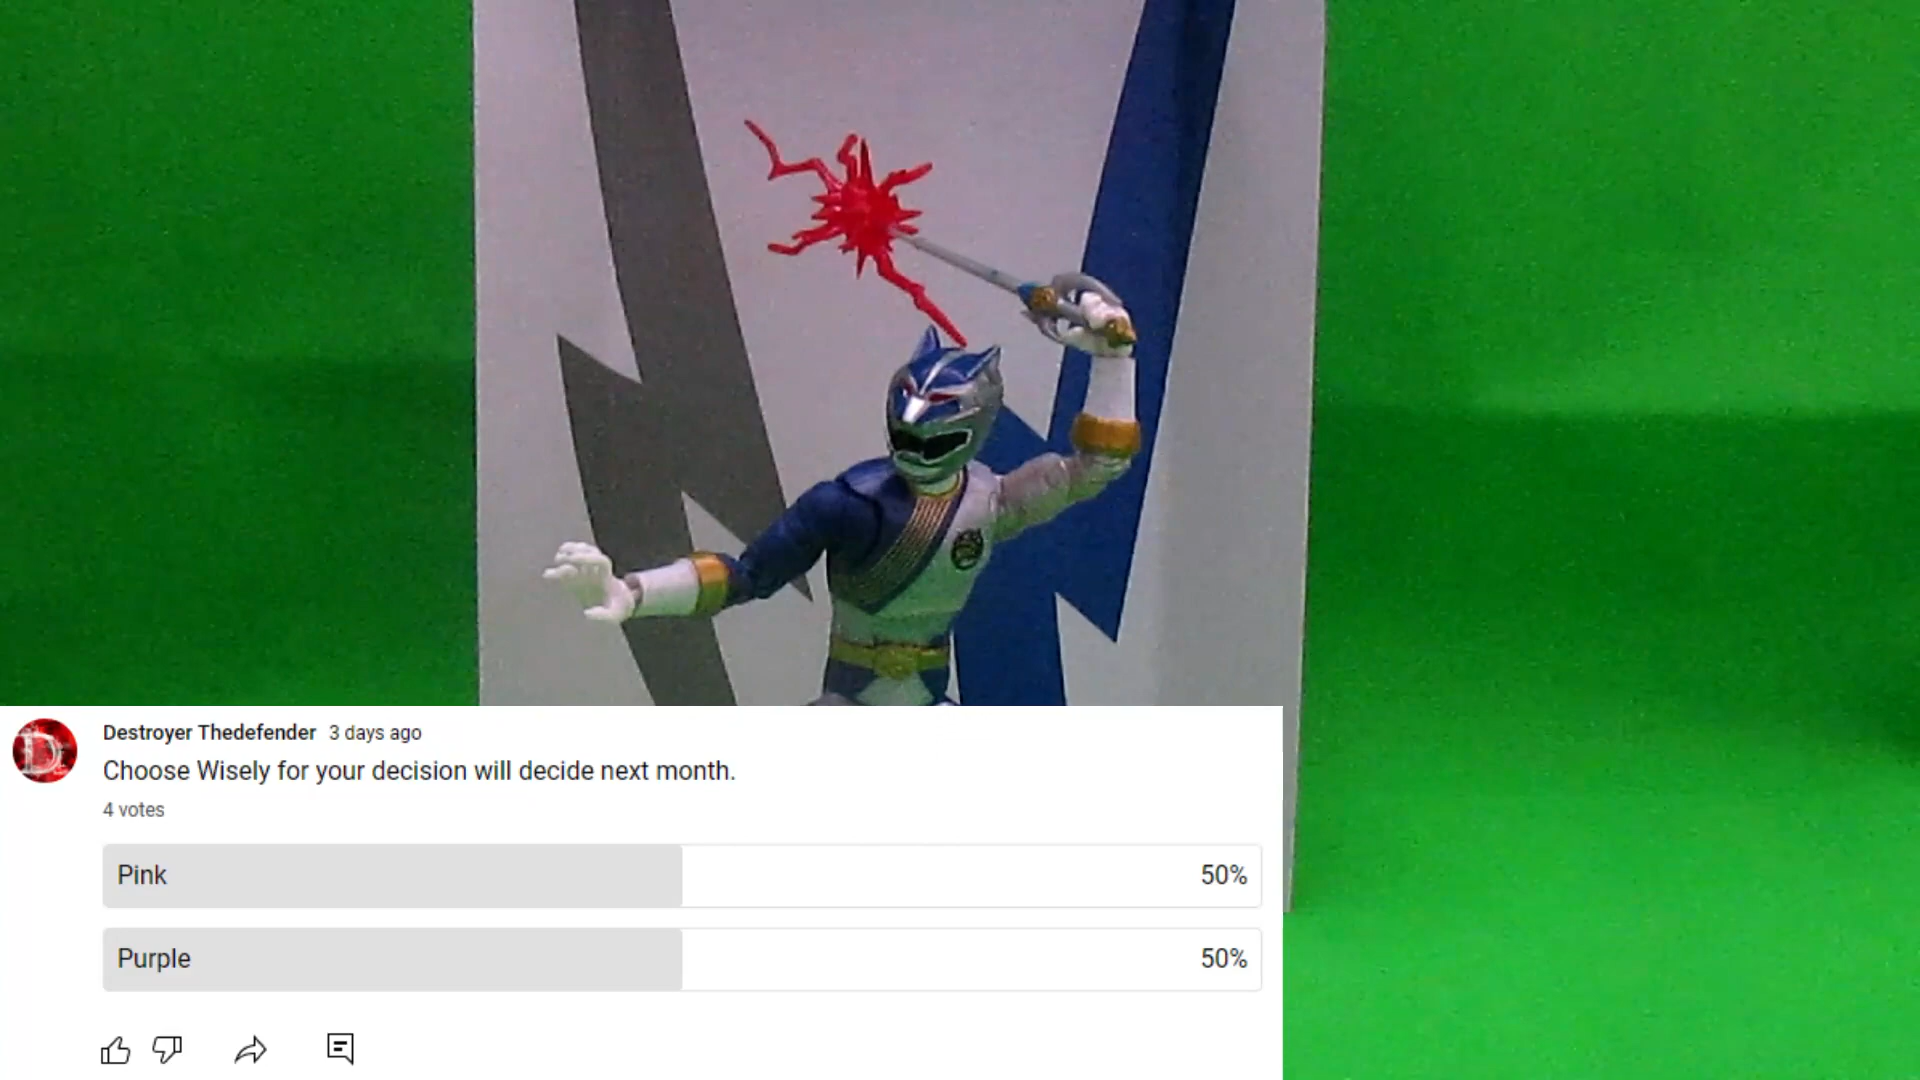 Destroyer Thedefender 3 days ago
Choose Wisely for your decision will decide next month.
4 votes
Pink 50%
Purple 50%